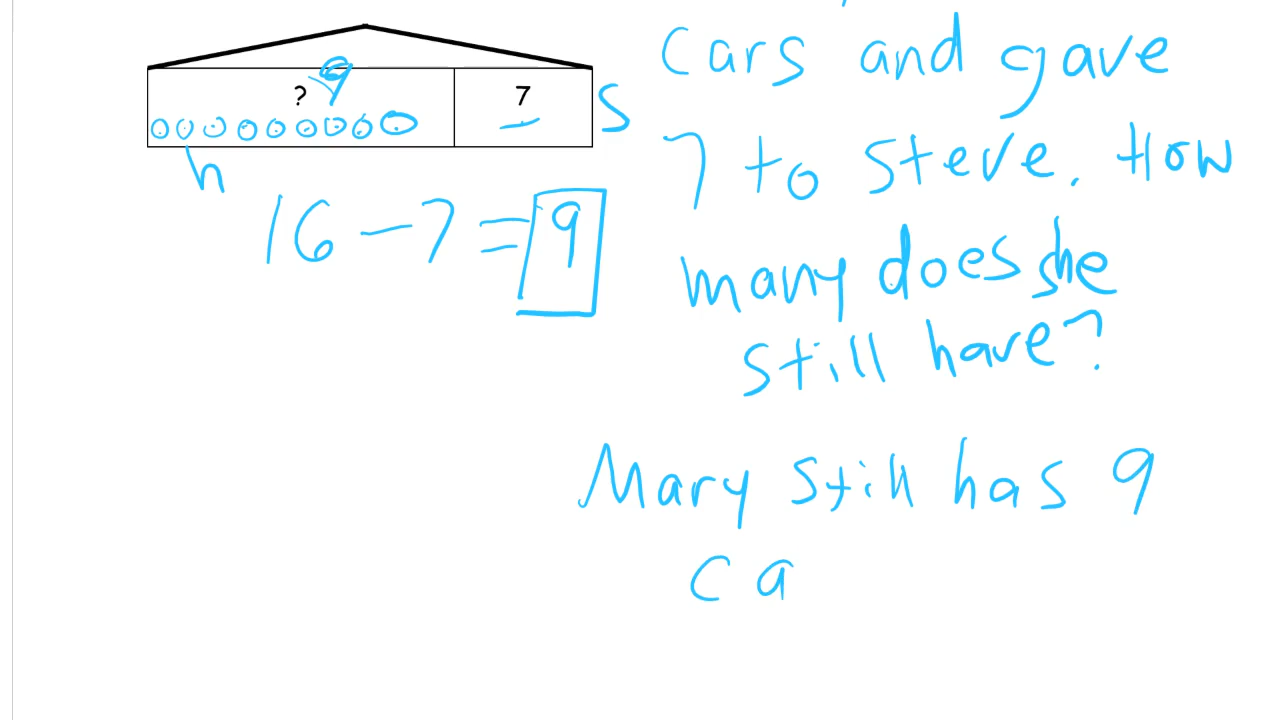 ? 9
7 S
h
16 - 7 = 9
cars and gave
7 to Steve. How
many does she
still have?
Mary still has 9
ca